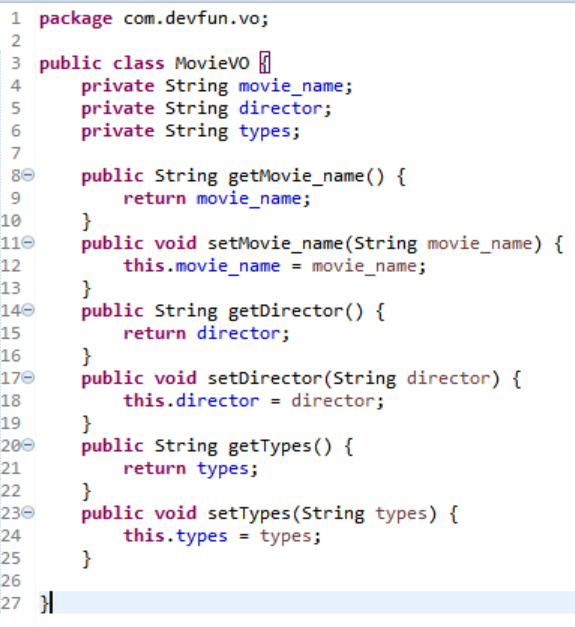 1 package com.devfun.vo;
2
3 public class MovieVO {
4     private String movie_name;
5     private String director;
6     private String types;
7
8     public String getMovie_name() {
9         return movie_name;
10     }
11     public void setMovie_name(String movie_name) {
12         this.movie_name = movie_name;
13     }
14     public String getDirector() {
15         return director;
16     }
17     public void setDirector(String director) {
18         this.director = director;
19     }
20     public String getTypes() {
21         return types;
22     }
23     public void setTypes(String types) {
24         this.types = types;
25     }
26
27 }